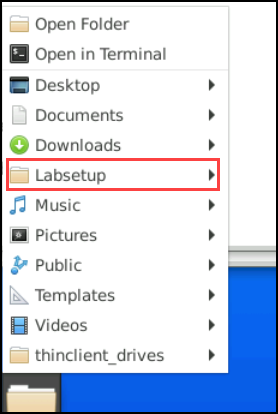 Open Folder
Open in Terminal
Desktop
Documents
Downloads
Labsetup
Music
Pictures
Public
Templates
Videos
thinclient_drives